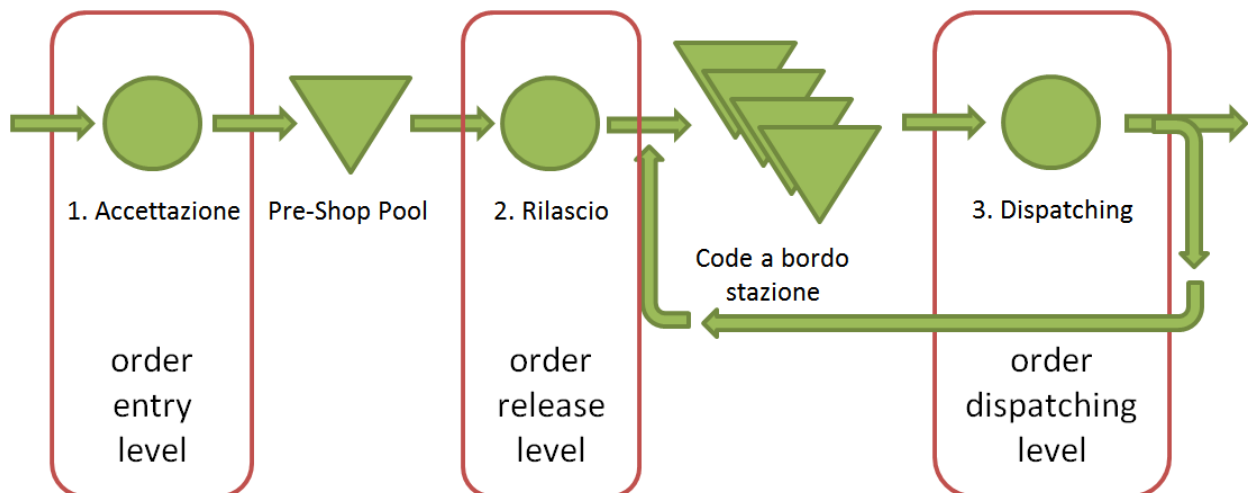 1. Accettazione
Pre-Shop Pool
2. Rilascio
Code a bordo
stazione
3. Dispatching
order
entry
level
order
release
level
order
dispatching
level